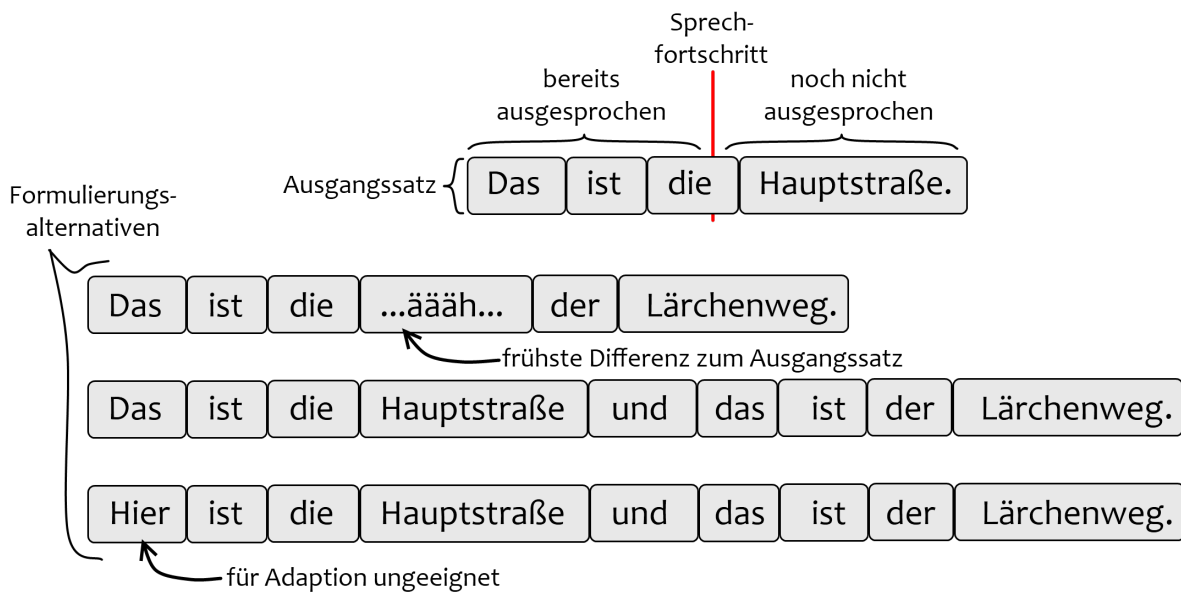 Sprech-
fortschritt
bereits
ausgesprochen
noch nicht
ausgesprochen
Ausgangssatz
Das ist die Hauptstraße.
Formulierungs-
alternativen
Das ist die ...äääh... der Lärchenweg.
frühste Differenz zum Ausgangssatz
Das ist die Hauptstraße und das ist der Lärchenweg.
Hier ist die Hauptstraße und das ist der Lärchenweg.
für Adaption ungeeignet